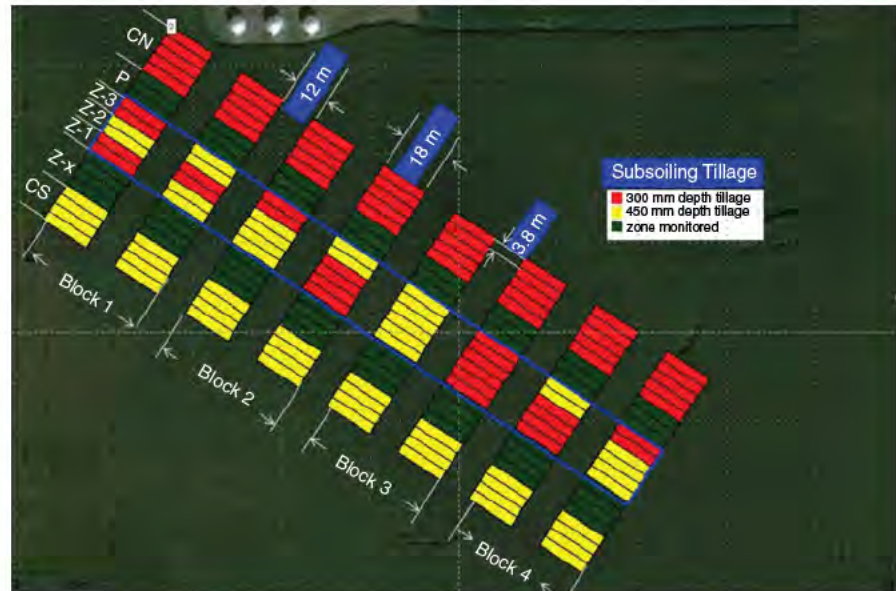 CN
P
Z-3
Z-2
Z-1
Z-x
CS
12 m
18 m
3.8 m
Subsoiling Tillage
300 mm depth tillage
450 mm depth tillage
zone monitored
Block 1
Block 2
Block 3
Block 4